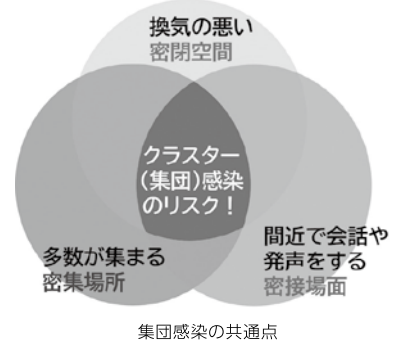 換気の悪い
密閉空間
クラスター
(集団)感染
のリスク！
多数が集まる
密集場所
間近で会話や
発声をする
密接場面
集団感染の共通点